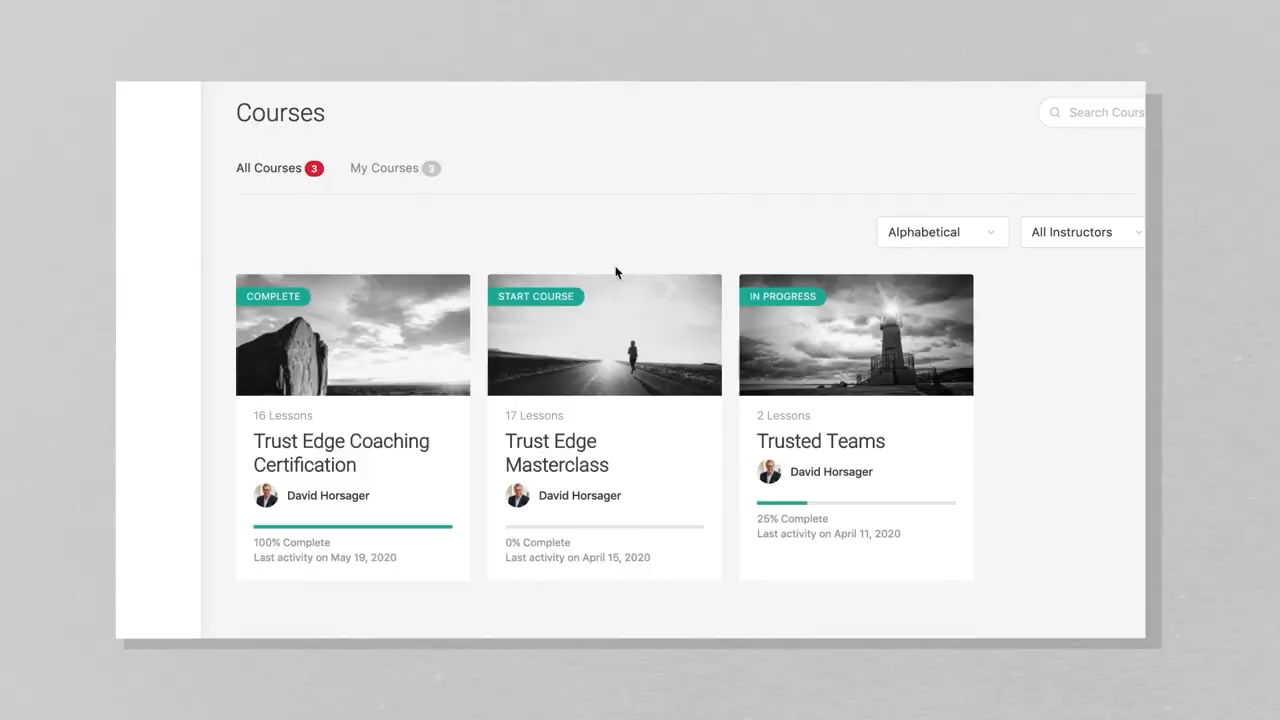 Courses
Search Cours
All Courses 3
My Courses 3
Alphabetical
All Instructors
COMPLETE
16 Lessons
Trust Edge Coaching
Certification
David Horsager
100% Complete
Last activity on May 19, 2020
START COURSE
17 Lessons
Trust Edge
Masterclass
David Horsager
0% Complete
Last activity on April 15, 2020
IN PROGRESS
2 Lessons
Trusted Teams
David Horsager
25% Complete
Last activity on April 11, 2020